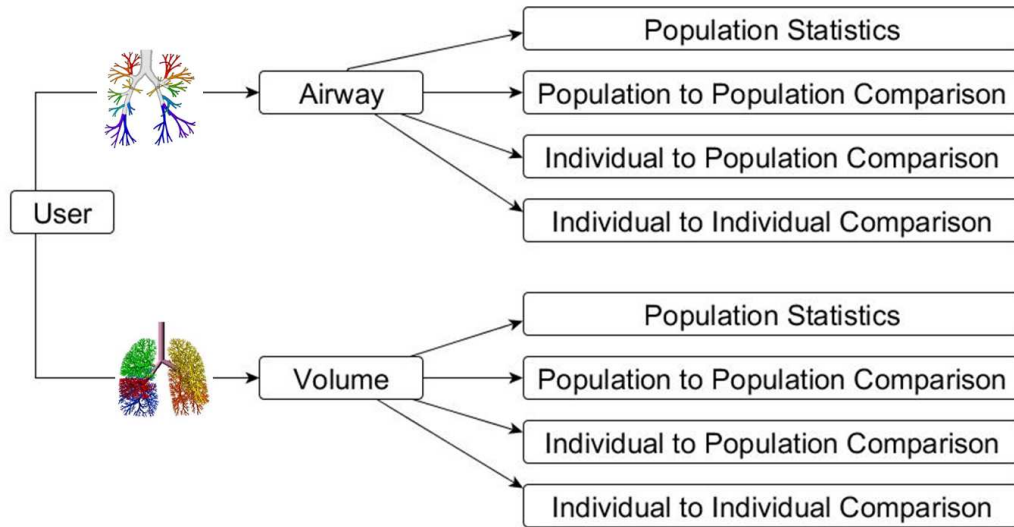 Population Statistics
Airway
Population to Population Comparison
Individual to Population Comparison
User
Individual to Individual Comparison
Population Statistics
Volume
Population to Population Comparison
Individual to Population Comparison
Individual to Individual Comparison